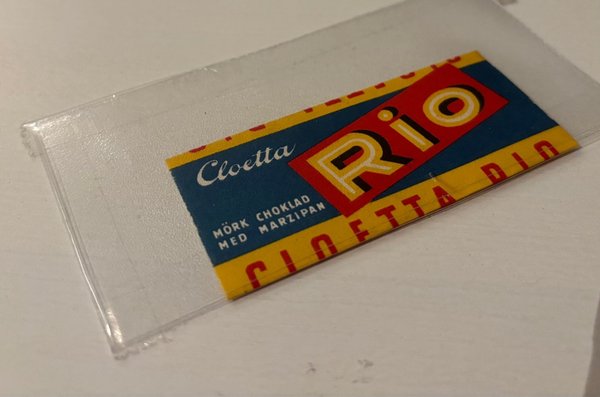 Cloetta
Rio
MÖRK CHOKLAD
MED MARZIPAN
CLOETTA RIO